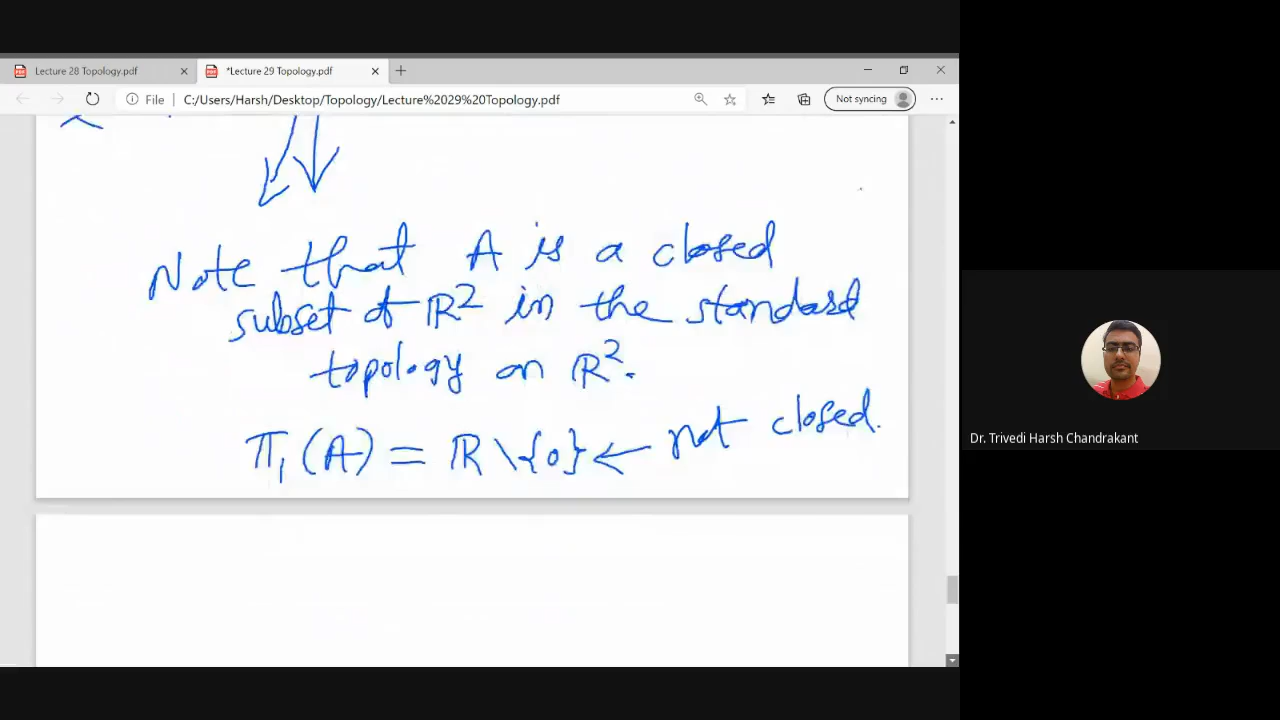 Lecture 28 Topology.pdf
*Lecture 29 Topology.pdf
File
C:/Users/Harsh/Desktop/Topology/Lecture%2029%20Topology.pdf
Not syncing
Note that A is a closed
subset of ℝ² in the standard
topology on ℝ².
π₁(A) = ℝ \ {0} ← not closed.
Dr. Trivedi Harsh Chandrakant